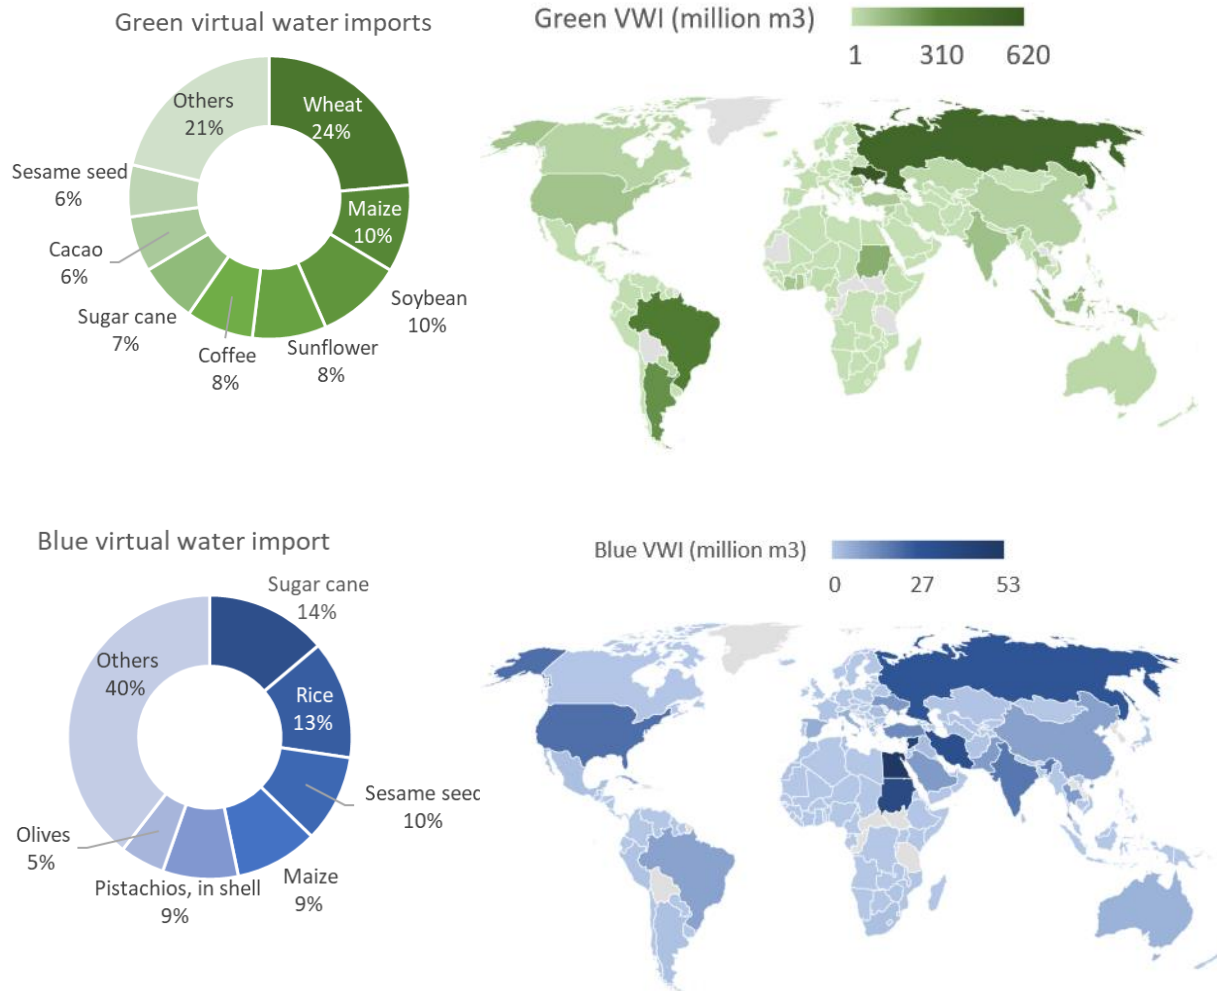 Green virtual water imports
Green VWI (million m3)
1 310 620
Others
21%
Wheat
24%
Sesame seed
6%
Maize
10%
Cacao
6%
Soybean
10%
Sugar cane
7%
Coffee
8%
Sunflower
8%
Blue virtual water import
Blue VWI (million m3)
0 27 53
Sugar cane
14%
Others
40%
Rice
13%
Sesame seed
10%
Olives
5%
Pistachios, in shell
9%
Maize
9%